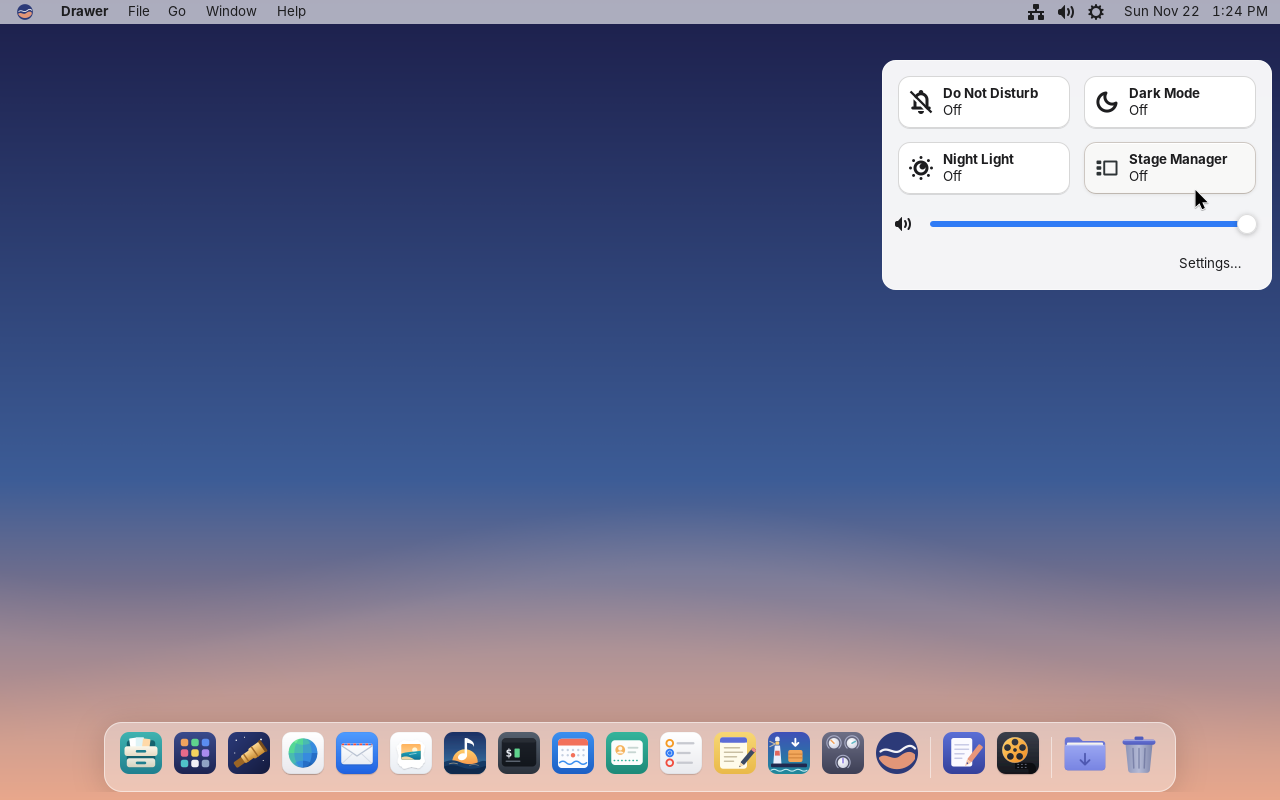 Drawer File Go Window Help Sun Nov 22 1:24 PM
Do Not Disturb
Off
Dark Mode
Off
Night Light
Off
Stage Manager
Off
Settings...
$